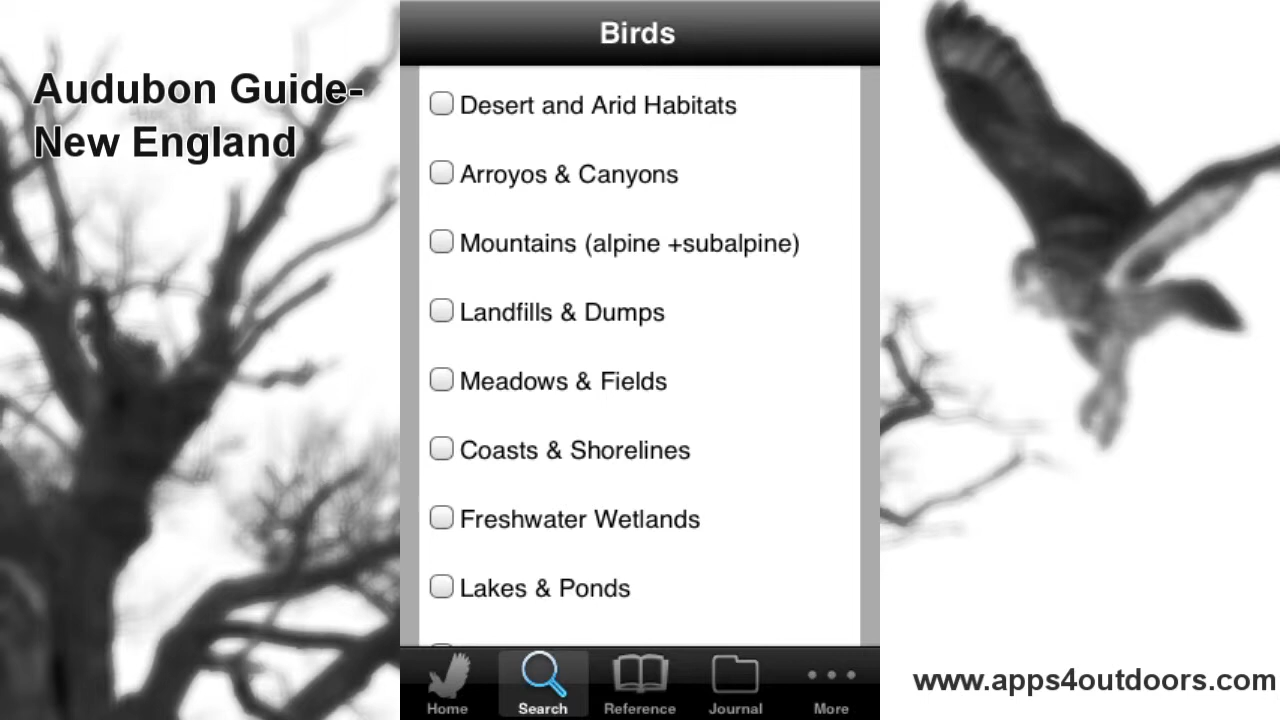 Audubon Guide-
New England
Birds
Desert and Arid Habitats
Arroyos & Canyons
Mountains (alpine +subalpine)
Landfills & Dumps
Meadows & Fields
Coasts & Shorelines
Freshwater Wetlands
Lakes & Ponds
Home
Search
Reference
Journal
More
www.apps4outdoors.com